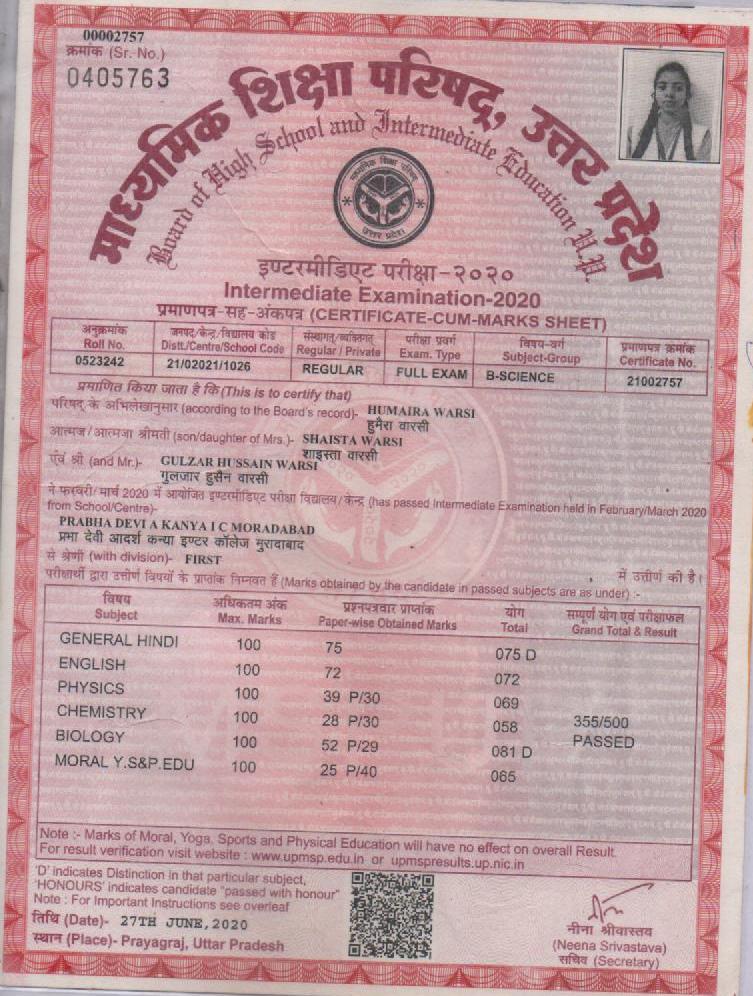 00002757
क्रमांक (Sr. No.)
0405763
माध्यमिक शिक्षा परिषद्, उत्तर प्रदेश
Board of High School and Intermediate Education U.P.
माध्यमिक शिक्षा परिषद्
उत्तर प्रदेश
इण्टरमीडिएट परीक्षा-२०२०
Intermediate Examination-2020
प्रमाणपत्र-सह-अंकपत्र (CERTIFICATE-CUM-MARKS SHEET)
अनुक्रमांक जनपद/केन्द्र/विद्यालय कोड संस्थागत/व्यक्तिगत परीक्षा प्रवर्ग विषय-वर्ग प्रमाणपत्र क्रमांक
Roll No. Distt./Centre/School Code Regular / Private Exam. Type Subject-Group Certificate No.
0523242 21/02021/1026 REGULAR FULL EXAM B-SCIENCE 21002757
प्रमाणित किया जाता है कि (This is to certify that)
परिषद् के अभिलेखानुसार (according to the Board's record)- HUMAIRA WARSI
हुमैरा वारसी
आत्मज/आत्मजा श्रीमती (son/daughter of Mrs.)- SHAISTA WARSI
शाइस्ता वारसी
एवं श्री (and Mr.)- GULZAR HUSSAIN WARSI
गुलजार हुसैन वारसी
ने फरवरी/मार्च 2020 में आयोजित इण्टरमीडिएट परीक्षा विद्यालय/केन्द्र (has passed Intermediate Examination held in February/March 2020
from School/Centre)-
PRABHA DEVI A KANYA I C MORADABAD
प्रभा देवी आदर्श कन्या इण्टर कॉलेज मुरादाबाद
से श्रेणी (with division)- FIRST में उत्तीर्ण की है।
परीक्षार्थी द्वारा उत्तीर्ण विषयों के प्राप्तांक निम्नवत हैं (Marks obtained by the candidate in passed subjects are as under) :-
विषय अधिकतम अंक प्रश्नपत्रवार प्राप्तांक योग सम्पूर्ण योग एवं परीक्षाफल
Subject Max. Marks Paper-wise Obtained Marks Total Grand Total & Result
GENERAL HINDI 100 75 075 D
ENGLISH 100 72 072
PHYSICS 100 39 P/30 069
CHEMISTRY 100 28 P/30 058 355/500
BIOLOGY 100 52 P/29 081 D PASSED
MORAL Y.S&P.EDU 100 25 P/40 065
Note :- Marks of Moral, Yoga, Sports and Physical Education will have no effect on overall Result.
For result verification visit website : www.upmsp.edu.in or upmspresults.up.nic.in
'D' indicates Distinction in that particular subject,
'HONOURS' indicates candidate "passed with honour"
Note : For Important Instructions see overleaf
तिथि (Date)- 27TH JUNE,2020
स्थान (Place)- Prayagraj, Uttar Pradesh
नीना श्रीवास्तव
(Neena Srivastava)
सचिव (Secretary)